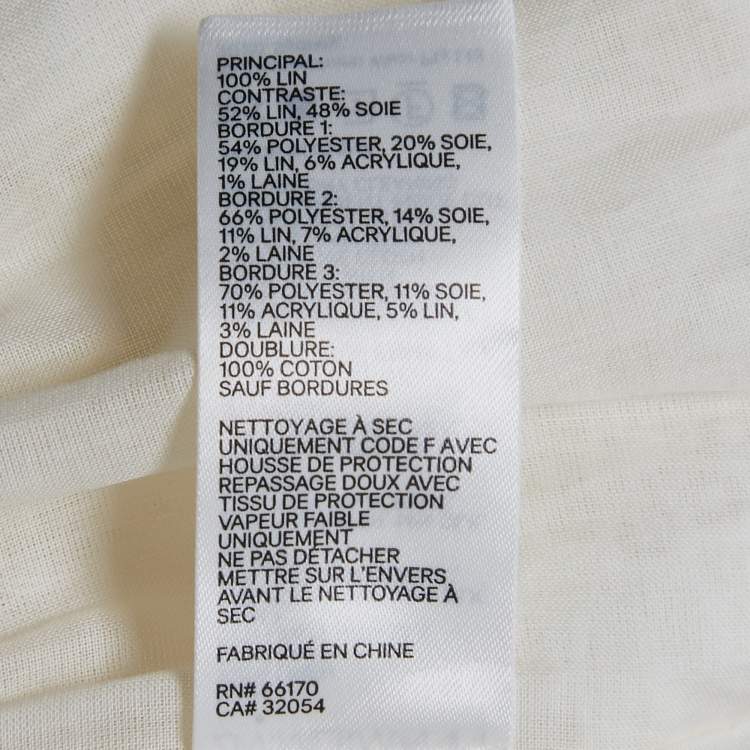 PRINCIPAL:
100% LIN
CONTRASTE:
52% LIN, 48% SOIE
BORDURE 1:
54% POLYESTER, 20% SOIE,
19% LIN, 6% ACRYLIQUE,
1% LAINE
BORDURE 2:
66% POLYESTER, 14% SOIE,
11% LIN, 7% ACRYLIQUE,
2% LAINE
BORDURE 3:
70% POLYESTER, 11% SOIE,
11% ACRYLIQUE, 5% LIN,
3% LAINE
DOUBLURE:
100% COTON
SAUF BORDURES
NETTOYAGE À SEC
UNIQUEMENT CODE F AVEC
HOUSSE DE PROTECTION
REPASSAGE DOUX AVEC
TISSU DE PROTECTION
VAPEUR FAIBLE
UNIQUEMENT
NE PAS DÉTACHER
METTRE SUR L'ENVERS
AVANT LE NETTOYAGE À
SEC
FABRIQUÉ EN CHINE
RN# 66170
CA# 32054